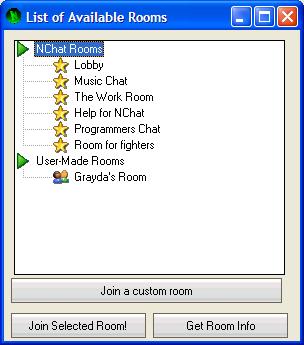 List of Available Rooms
NChat Rooms
Lobby
Music Chat
The Work Room
Help for NChat
Programmers Chat
Room for fighters
User-Made Rooms
Grayda's Room
Join a custom room
Join Selected Room!
Get Room Info